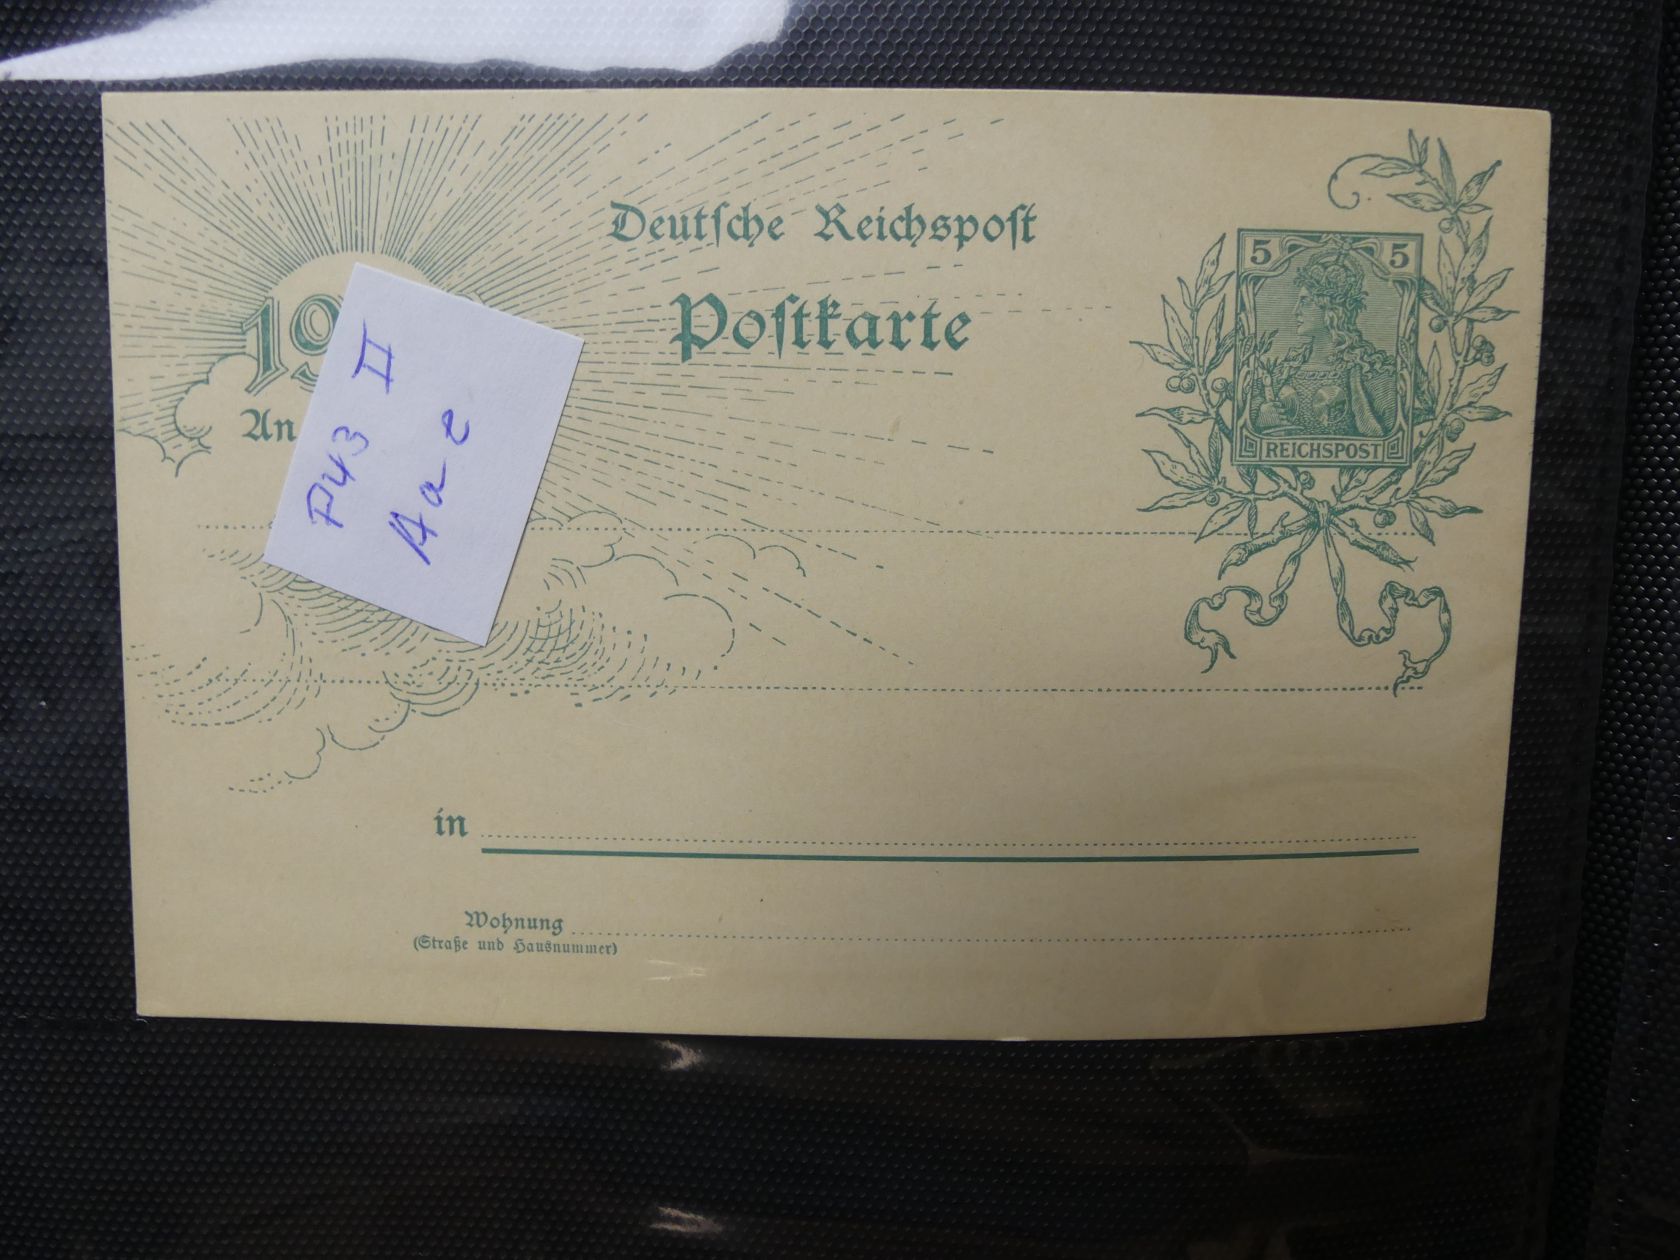 Deutsche Reichspost
Postkarte
5 5
REICHSPOST
19
An
P43 II
Aa c
in
Wohnung
(Straße und Hausnummer)